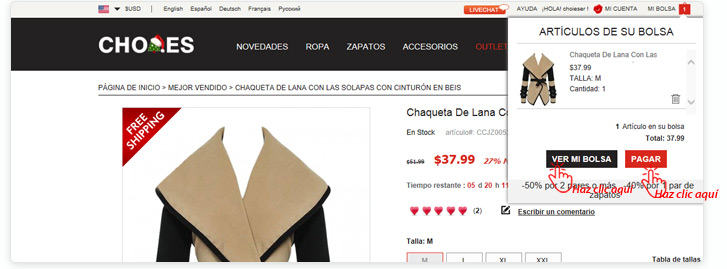 $USD | English Español Deutsch Français Русский
LIVECHAT AYUDA ¡HOLA! choieser ! MI CUENTA MI BOLSA 1
CHOiES
NOVEDADES ROPA ZAPATOS ACCESORIOS OUTLET
ARTÍCULOS DE SU BOLSA
Chaqueta De Lana Con Las
$37.99
TALLA: M
Cantidad: 1
1 Artículo en su bolsa
Total: 37.99
VER MI BOLSA PAGAR
Haz clic aquí
Haz clic aquí
-50% por 2 pares o más -40% por 1 par de
zapatos
PÁGINA DE INICIO > MEJOR VENDIDO > CHAQUETA DE LANA CON LAS SOLAPAS CON CINTURÓN EN BEIS
FREE
SHIPPING
Chaqueta De Lana Co
En Stock artículo#: CCJZ005
$51.99 $37.99 27%
Tiempo restante : 05 d 20 h 11
(2) Escribir un comentario
Talla: M
Tabla de tallas
M L XL XXL